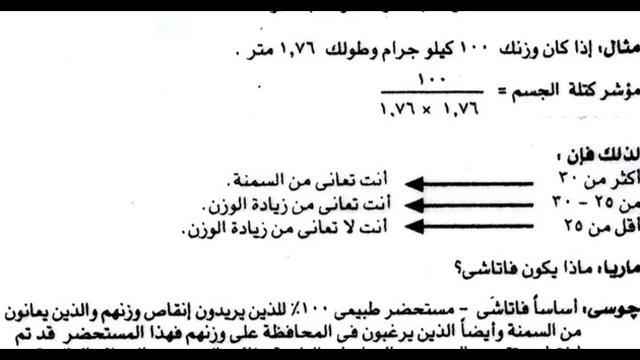 مثال: إذا كان وزنك ١٠٠ كيلو جرام وطولك ١,٧٦ متر.
مؤشر كتلة الجسم = ١٠٠ / ١,٧٦ × ١,٧٦
لذلك فإن:
أكثر من ٣٠ ← أنت تعانى من السمنة.
من ٢٥ - ٣٠ ← أنت تعانى من زيادة الوزن.
أقل من ٢٥ ← أنت لا تعانى من زيادة الوزن.
ماريا: ماذا يكون فاتاشى؟
چوسى: أساساً فاتاشَى - مستحضر طبيعى ١٠٠٪ للذين يريدون إنقاص وزنهم والذين يعانون
من السمنة وأيضاً الذين يرغبون فى المحافظة على وزنهم فهذا المستحضر قد تم